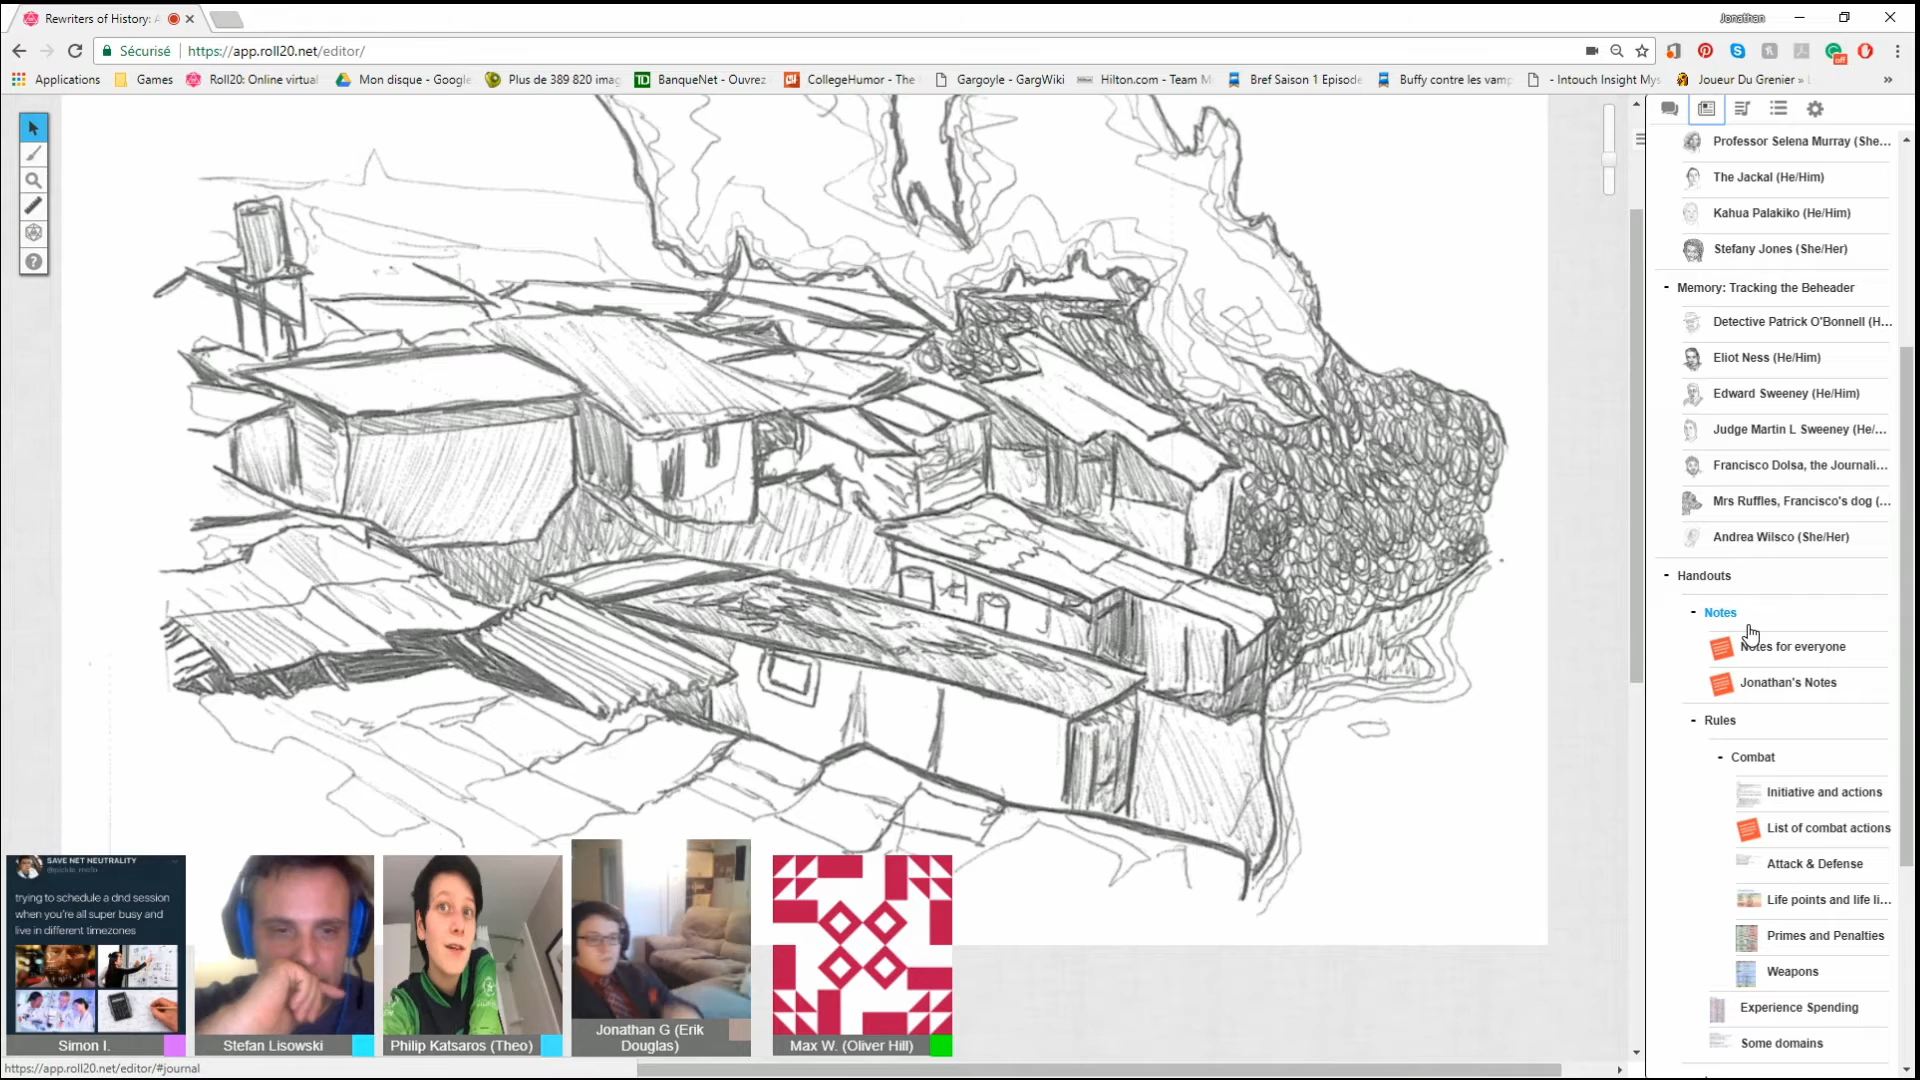 Rewriters of History: A
Jonathan
Sécurisé
https://app.roll20.net/editor/
Applications
Games
Roll20: Online virtual
Mon disque - Google
Plus de 389 820 imag
BanqueNet - Ouvrez
CollegeHumor - The
Gargoyle - GargWiki
Hilton.com - Team M
Bref Saison 1 Episode
Buffy contre les vamp
- Intouch Insight Mys
Joueur Du Grenier »
»
off
Professor Selena Murray (She...
The Jackal (He/Him)
Kahua Palakiko (He/Him)
Stefany Jones (She/Her)
- Memory: Tracking the Beheader
Detective Patrick O'Bonnell (H...
Eliot Ness (He/Him)
Edward Sweeney (He/Him)
Judge Martin L Sweeney (He/...
Francisco Dolsa, the Journali...
Mrs Ruffles, Francisco's dog (...
Andrea Wilsco (She/Her)
- Handouts
- Notes
Notes for everyone
Jonathan's Notes
- Rules
- Combat
Initiative and actions
List of combat actions
Attack & Defense
Life points and life li...
Primes and Penalties
Weapons
Experience Spending
Some domains
SAVE NET NEUTRALITY
trying to schedule a dnd session
when you're all super busy and
live in different timezones
Simon I.
Stefan Lisowski
Philip Katsaros (Theo)
Jonathan G (Erik
Douglas)
Max W. (Oliver Hill)
https://app.roll20.net/editor/#journal